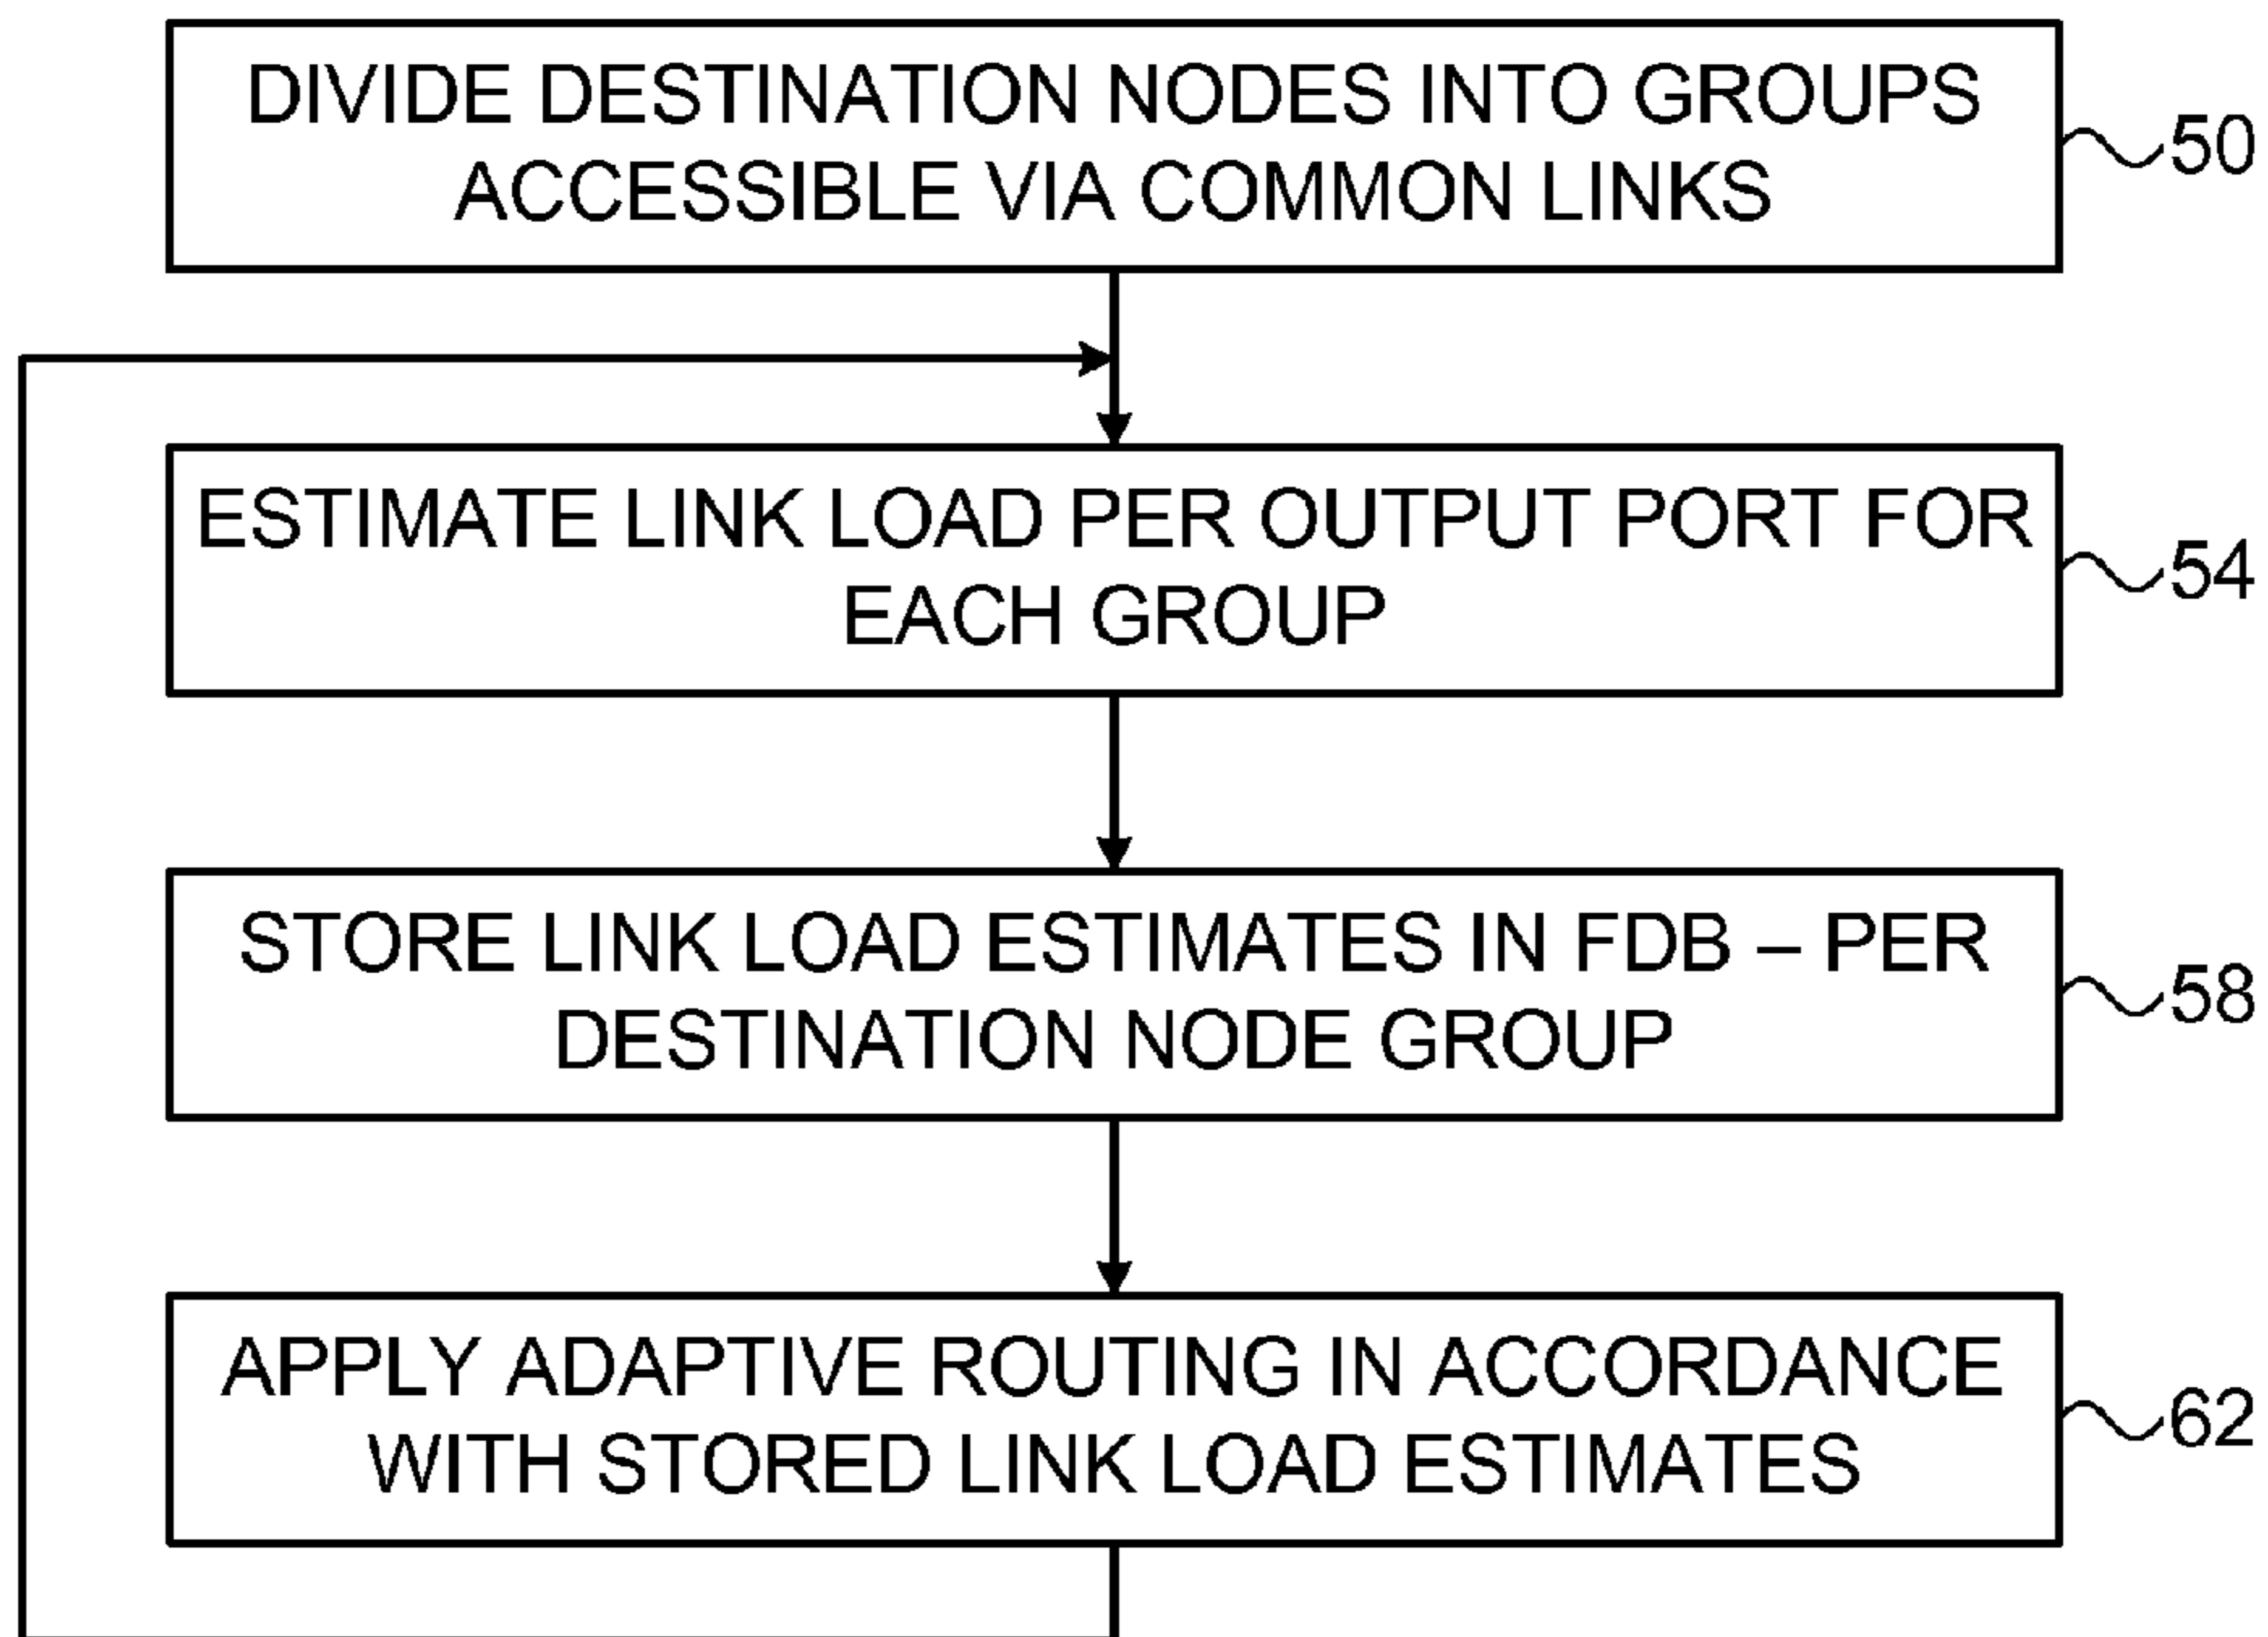 DIVIDE DESTINATION NODES INTO GROUPS
ACCESSIBLE VIA COMMON LINKS
50
ESTIMATE LINK LOAD PER OUTPUT PORT FOR
EACH GROUP
54
STORE LINK LOAD ESTIMATES IN FDB – PER
DESTINATION NODE GROUP
58
APPLY ADAPTIVE ROUTING IN ACCORDANCE
WITH STORED LINK LOAD ESTIMATES
62